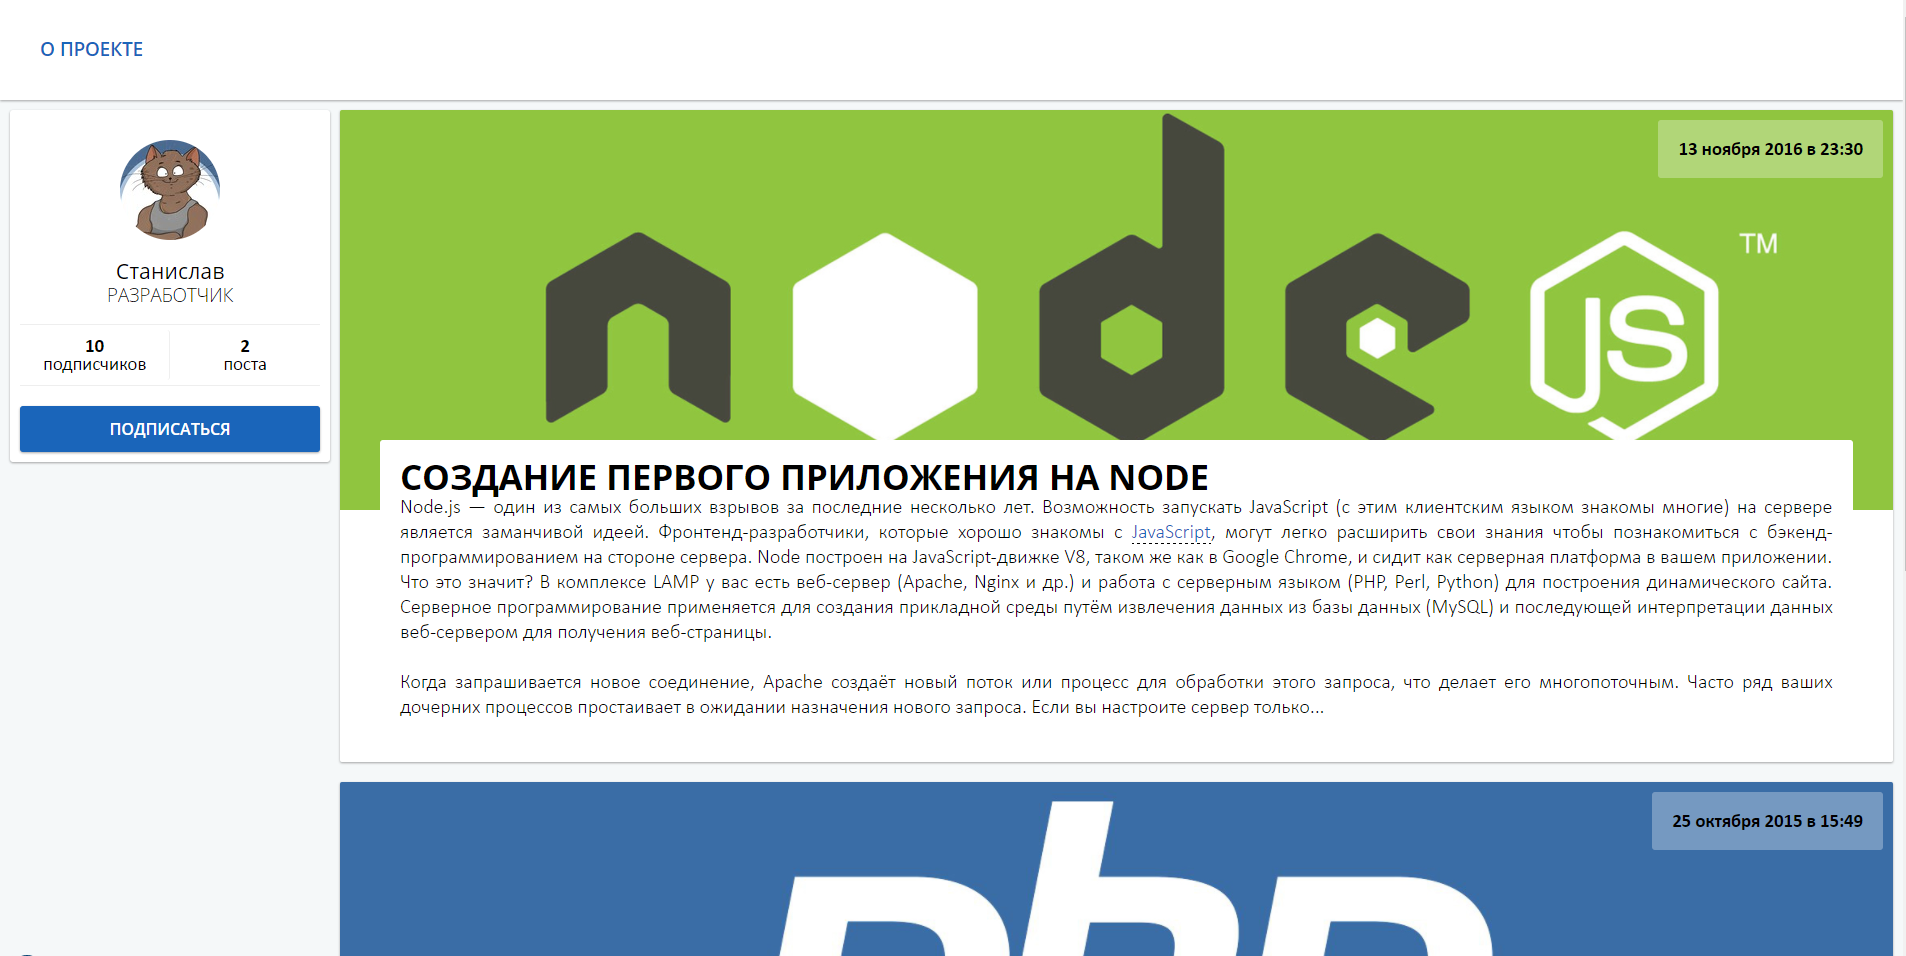 О ПРОЕКТЕ
Станислав
РАЗРАБОТЧИК
10
подписчиков
2
поста
ПОДПИСАТЬСЯ
13 ноября 2016 в 23:30
node
JS
TM
СОЗДАНИЕ ПЕРВОГО ПРИЛОЖЕНИЯ НА NODE
Node.js — один из самых больших взрывов за последние несколько лет. Возможность запускать JavaScript (с этим клиентским языком знакомы многие) на сервере
является заманчивой идеей. Фронтенд-разработчики, которые хорошо знакомы с JavaScript, могут легко расширить свои знания чтобы познакомиться с бэкенд-
программированием на стороне сервера. Node построен на JavaScript-движке V8, таком же как в Google Chrome, и сидит как серверная платформа в вашем приложении.
Что это значит? В комплексе LAMP у вас есть веб-сервер (Apache, Nginx и др.) и работа с серверным языком (PHP, Perl, Python) для построения динамического сайта.
Серверное программирование применяется для создания прикладной среды путём извлечения данных из базы данных (MySQL) и последующей интерпретации данных
веб-сервером для получения веб-страницы.
Когда запрашивается новое соединение, Apache создаёт новый поток или процесс для обработки этого запроса, что делает его многопоточным. Часто ряд ваших
дочерних процессов простаивает в ожидании назначения нового запроса. Если вы настроите сервер только...
25 октября 2015 в 15:49
php